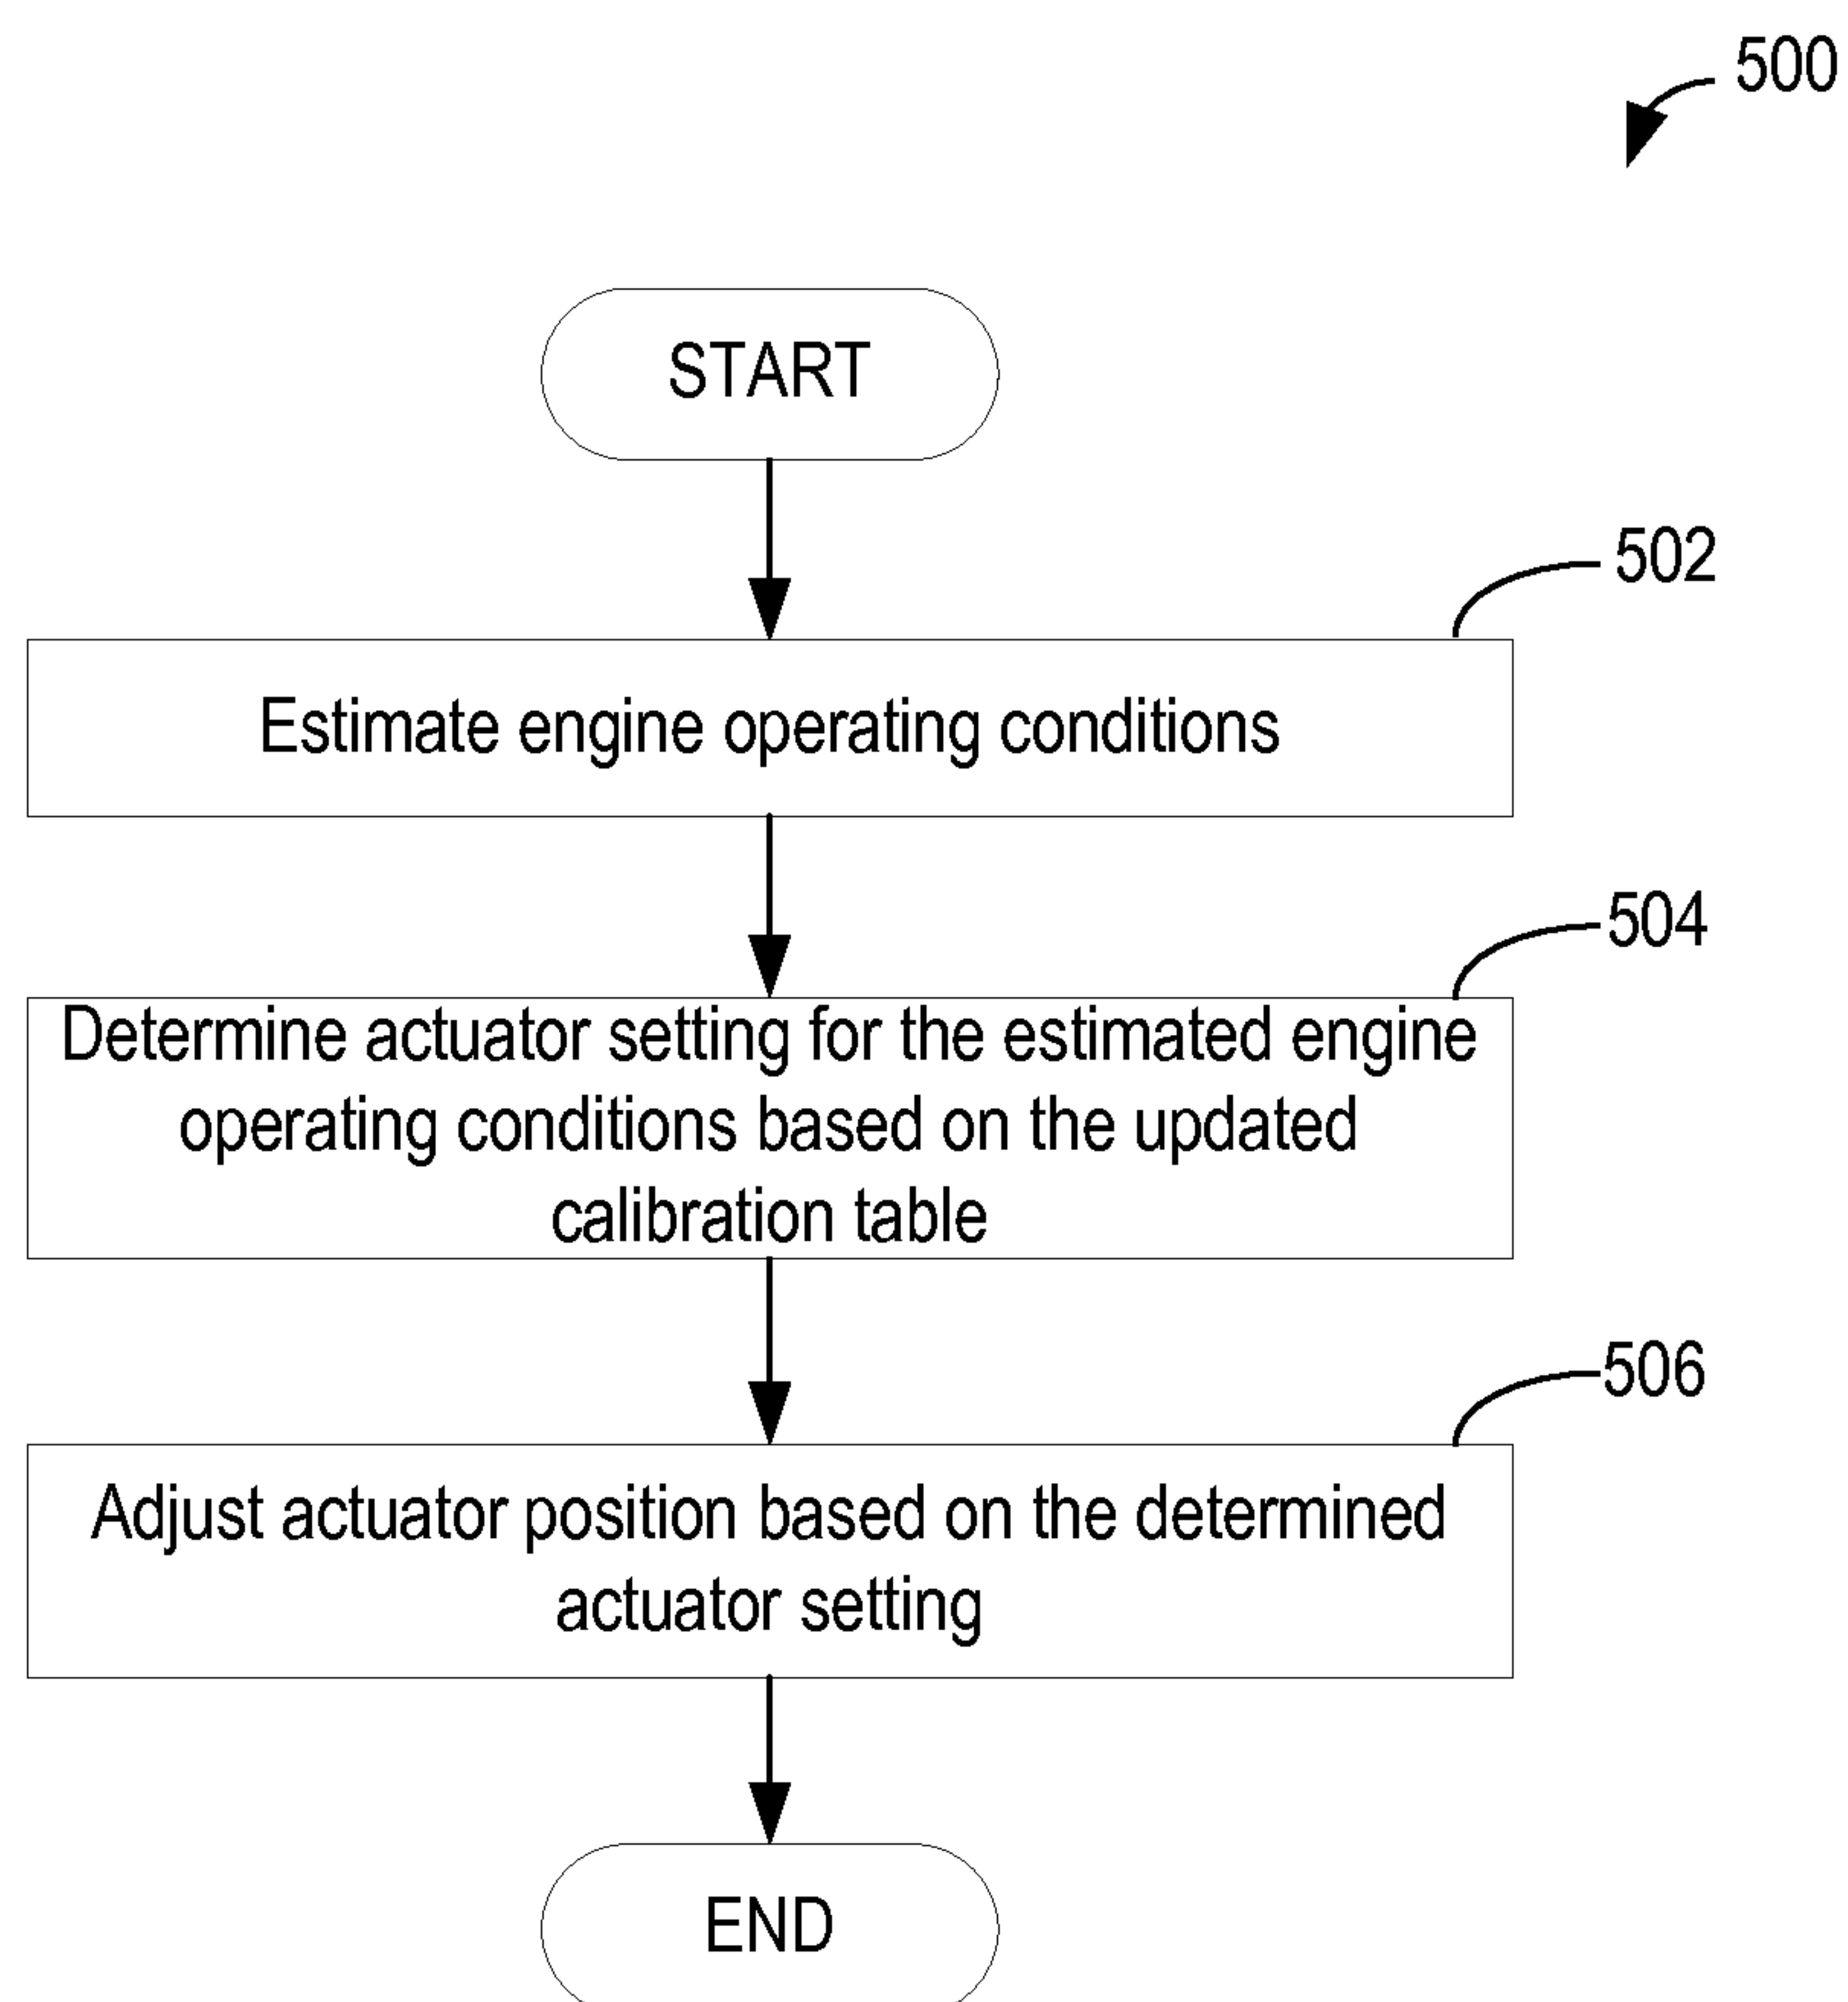 500
START
502
Estimate engine operating conditions
504
Determine actuator setting for the estimated engine
operating conditions based on the updated
calibration table
506
Adjust actuator position based on the determined
actuator setting
END